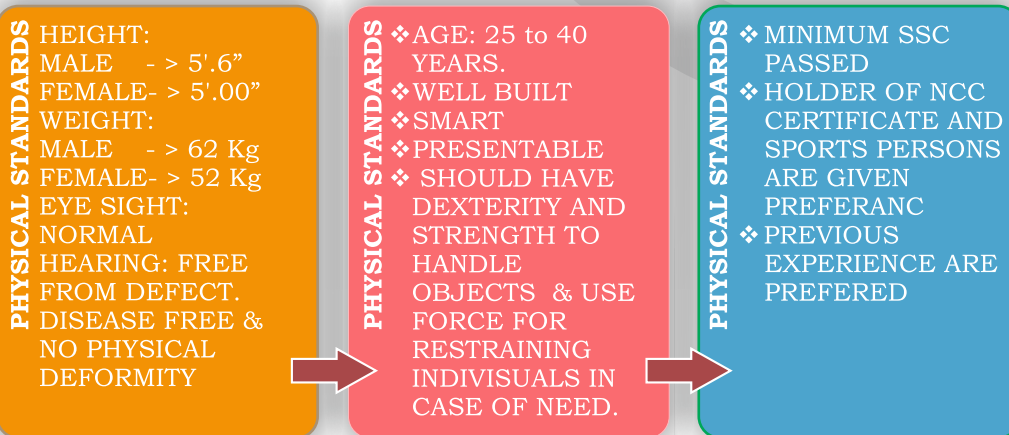 PHYSICAL STANDARDS
HEIGHT:
MALE - > 5'.6”
FEMALE- > 5'.00”
WEIGHT:
MALE - > 62 Kg
FEMALE- > 52 Kg
EYE SIGHT:
NORMAL
HEARING: FREE
FROM DEFECT.
DISEASE FREE &
NO PHYSICAL
DEFORMITY
PHYSICAL STANDARDS
❖ AGE: 25 to 40
YEARS.
❖ WELL BUILT
❖ SMART
❖ PRESENTABLE
❖ SHOULD HAVE
DEXTERITY AND
STRENGTH TO
HANDLE
OBJECTS & USE
FORCE FOR
RESTRAINING
INDIVISUALS IN
CASE OF NEED.
PHYSICAL STANDARDS
❖ MINIMUM SSC
PASSED
❖ HOLDER OF NCC
CERTIFICATE AND
SPORTS PERSONS
ARE GIVEN
PREFERANC
❖ PREVIOUS
EXPERIENCE ARE
PREFERED